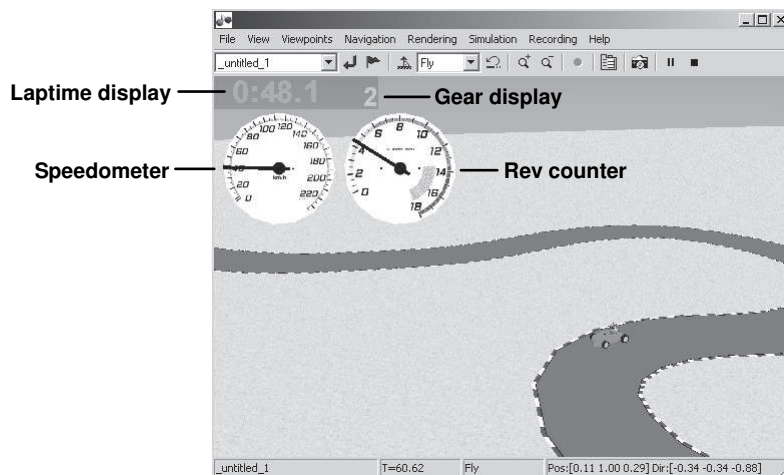 File View Viewpoints Navigation Rendering Simulation Recording Help
_untitled_1 Fly
Laptime display 0:48.1 2 Gear display
Speedometer
0 20 60 80 100 120 140 160 180 200 220
km/h
Rev counter
0 2 4 6 8 10 12 14 16 18
_untitled_1 T=60.62 Fly Pos:[0.11 1.00 0.29] Dir:[-0.34 -0.34 -0.88]